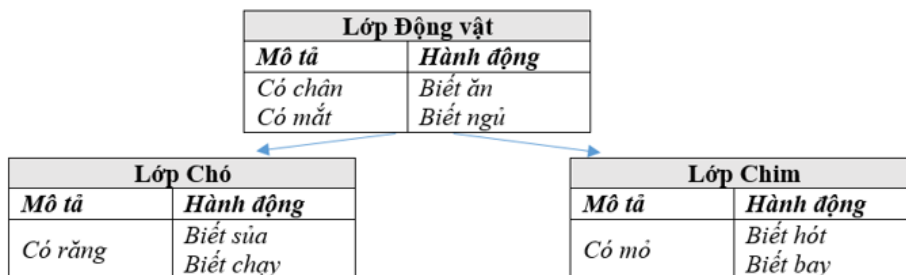 Lớp Động vật
Mô tả Hành động
Có chân Biết ăn
Có mắt Biết ngủ
Lớp Chó
Mô tả Hành động
Có răng
Biết sủa
Biết chạy
Lớp Chim
Mô tả Hành động
Có mỏ
Biết hót
Biết bay